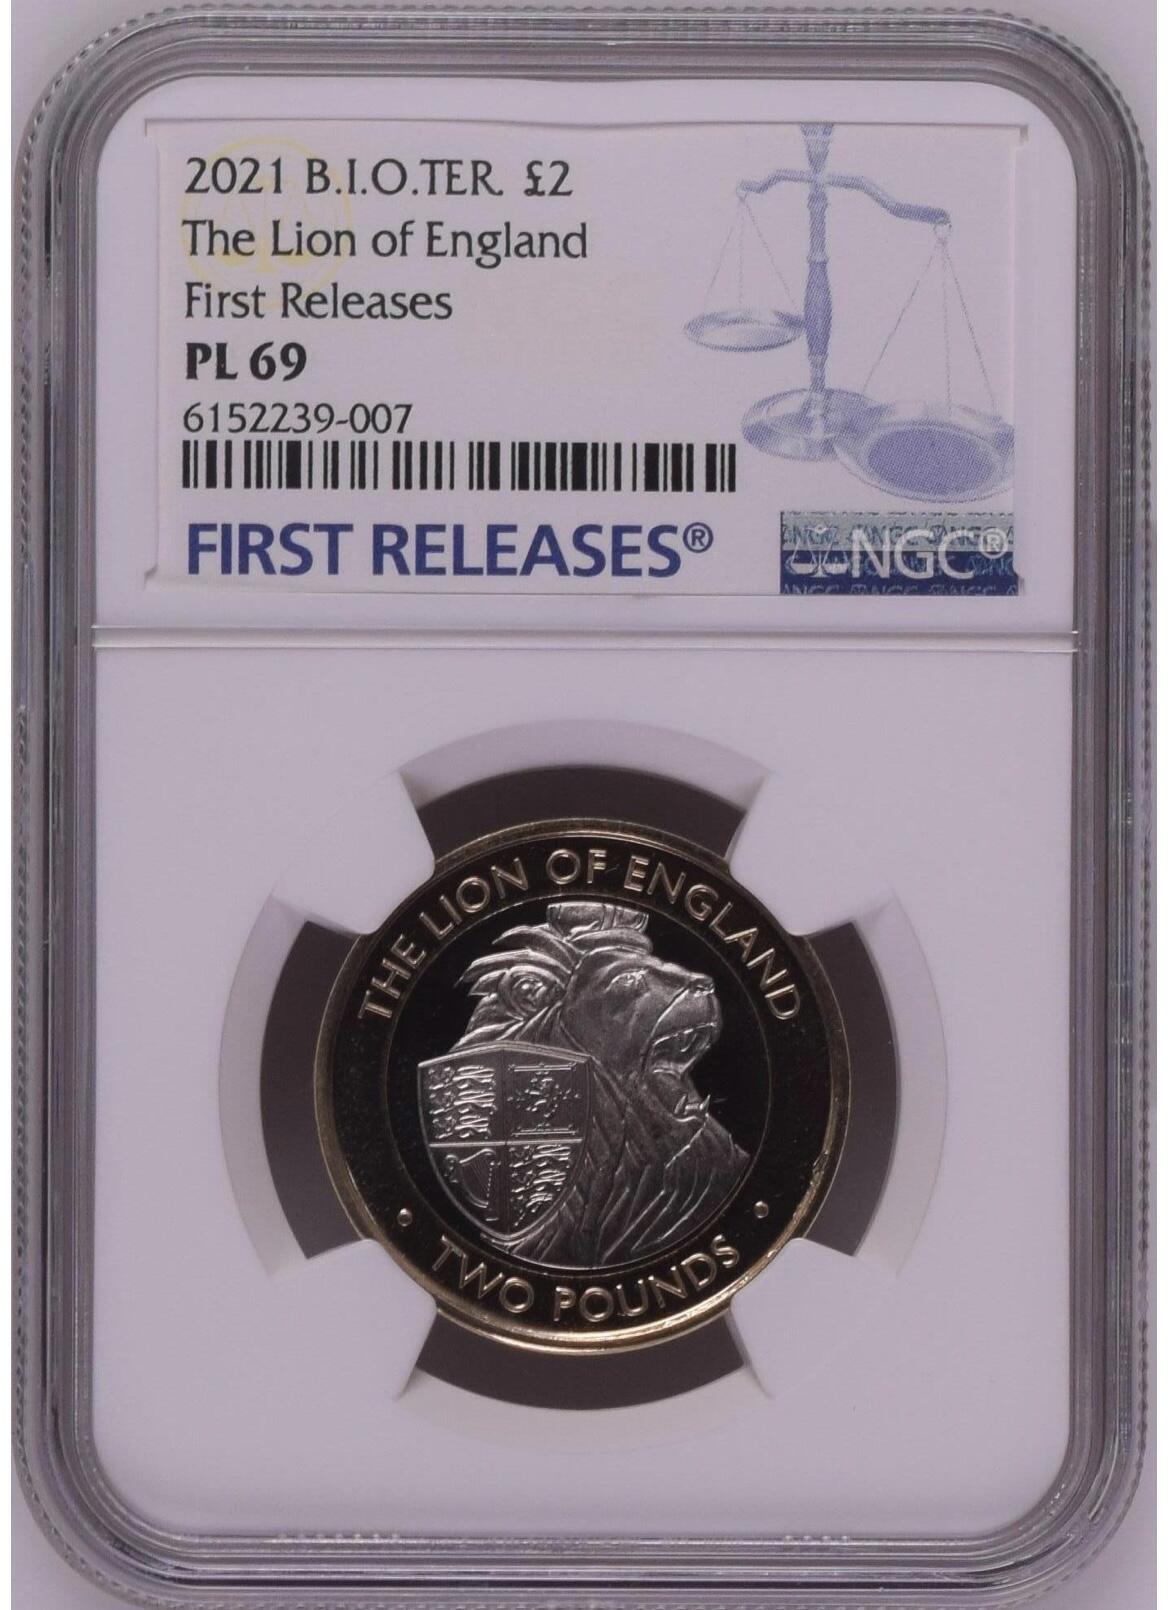 2021 B.I.O.TER. £2
The Lion of England
First Releases
PL 69
6152239-007
FIRST RELEASES®
NGC®
THE LION OF ENGLAND
· TWO POUNDS ·